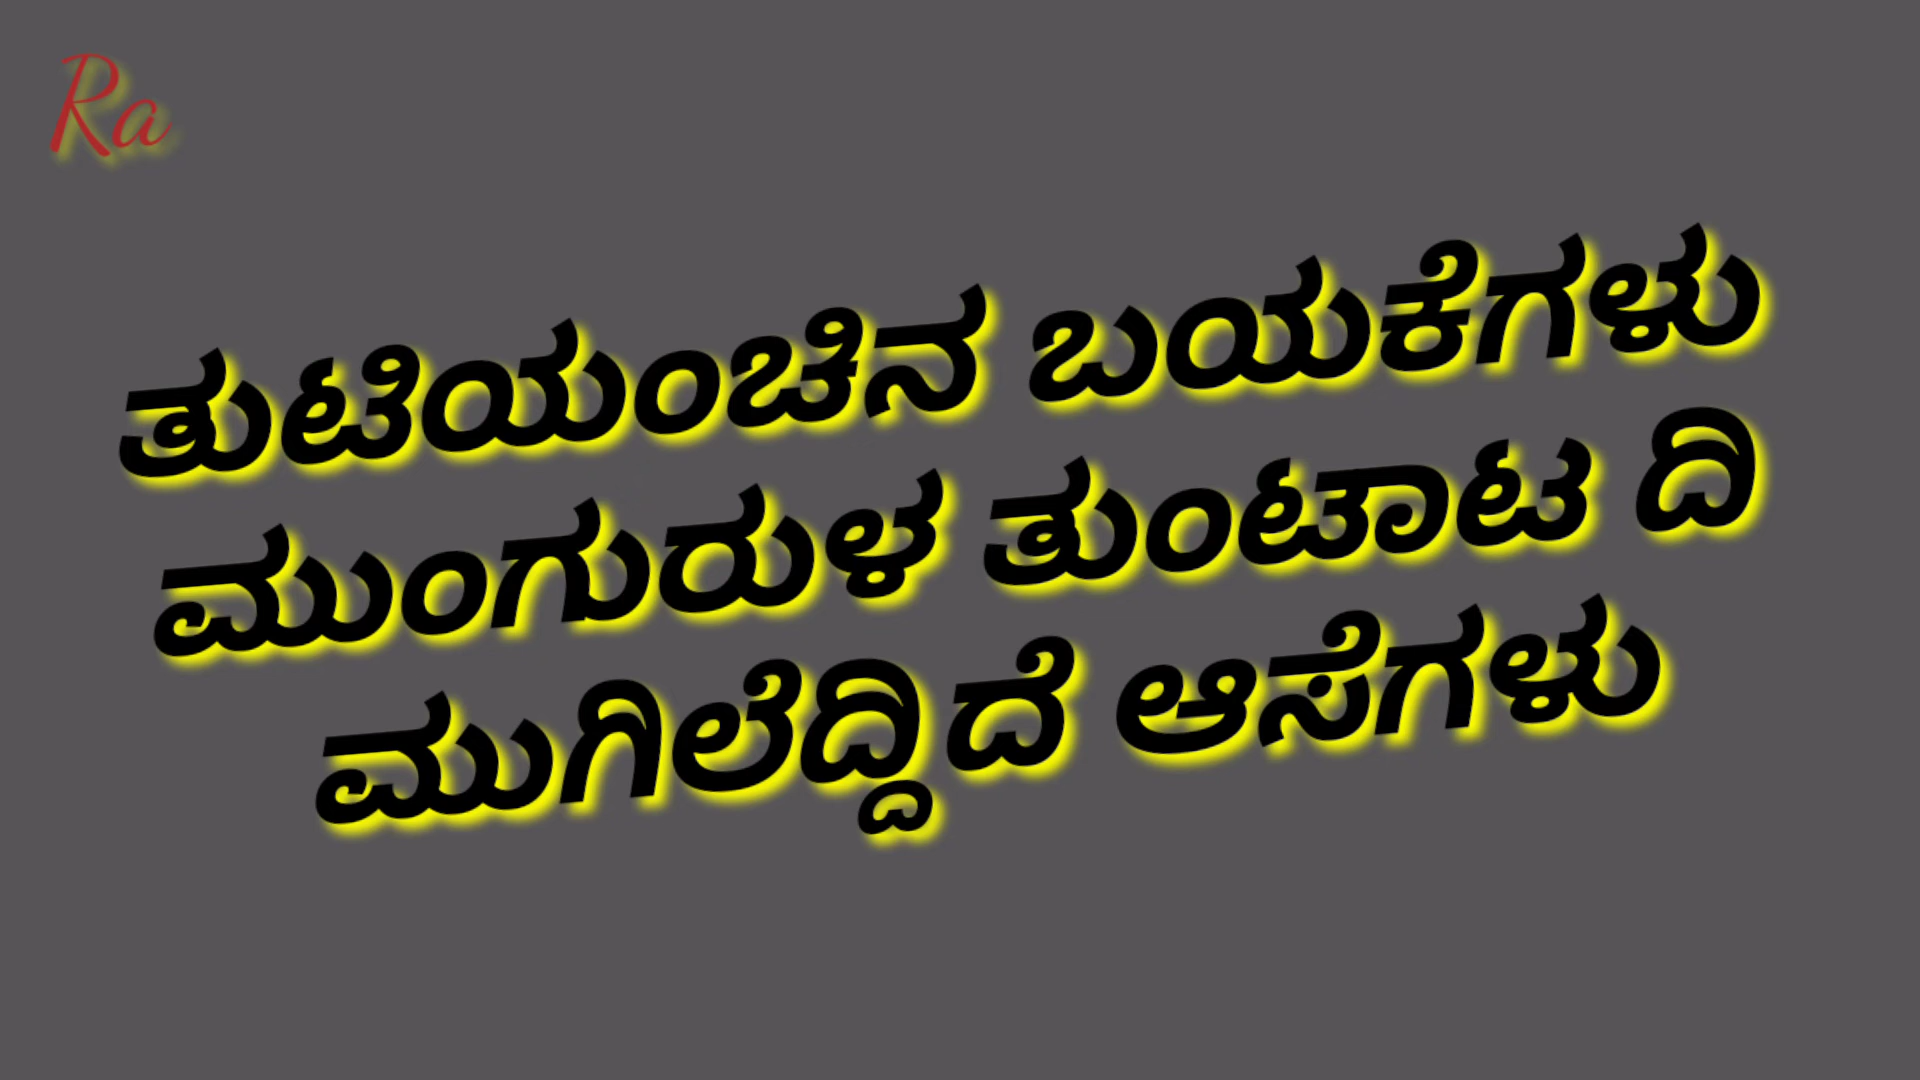 Ra
ತುಟಿಯಂಚಿನ ಬಯಕೆಗಳು
ಮುಂಗುರುಳ ತುಂಟಾಟ ದಿ
ಮುಗಿಲೆದ್ದಿದೆ ಆಸೆಗಳು